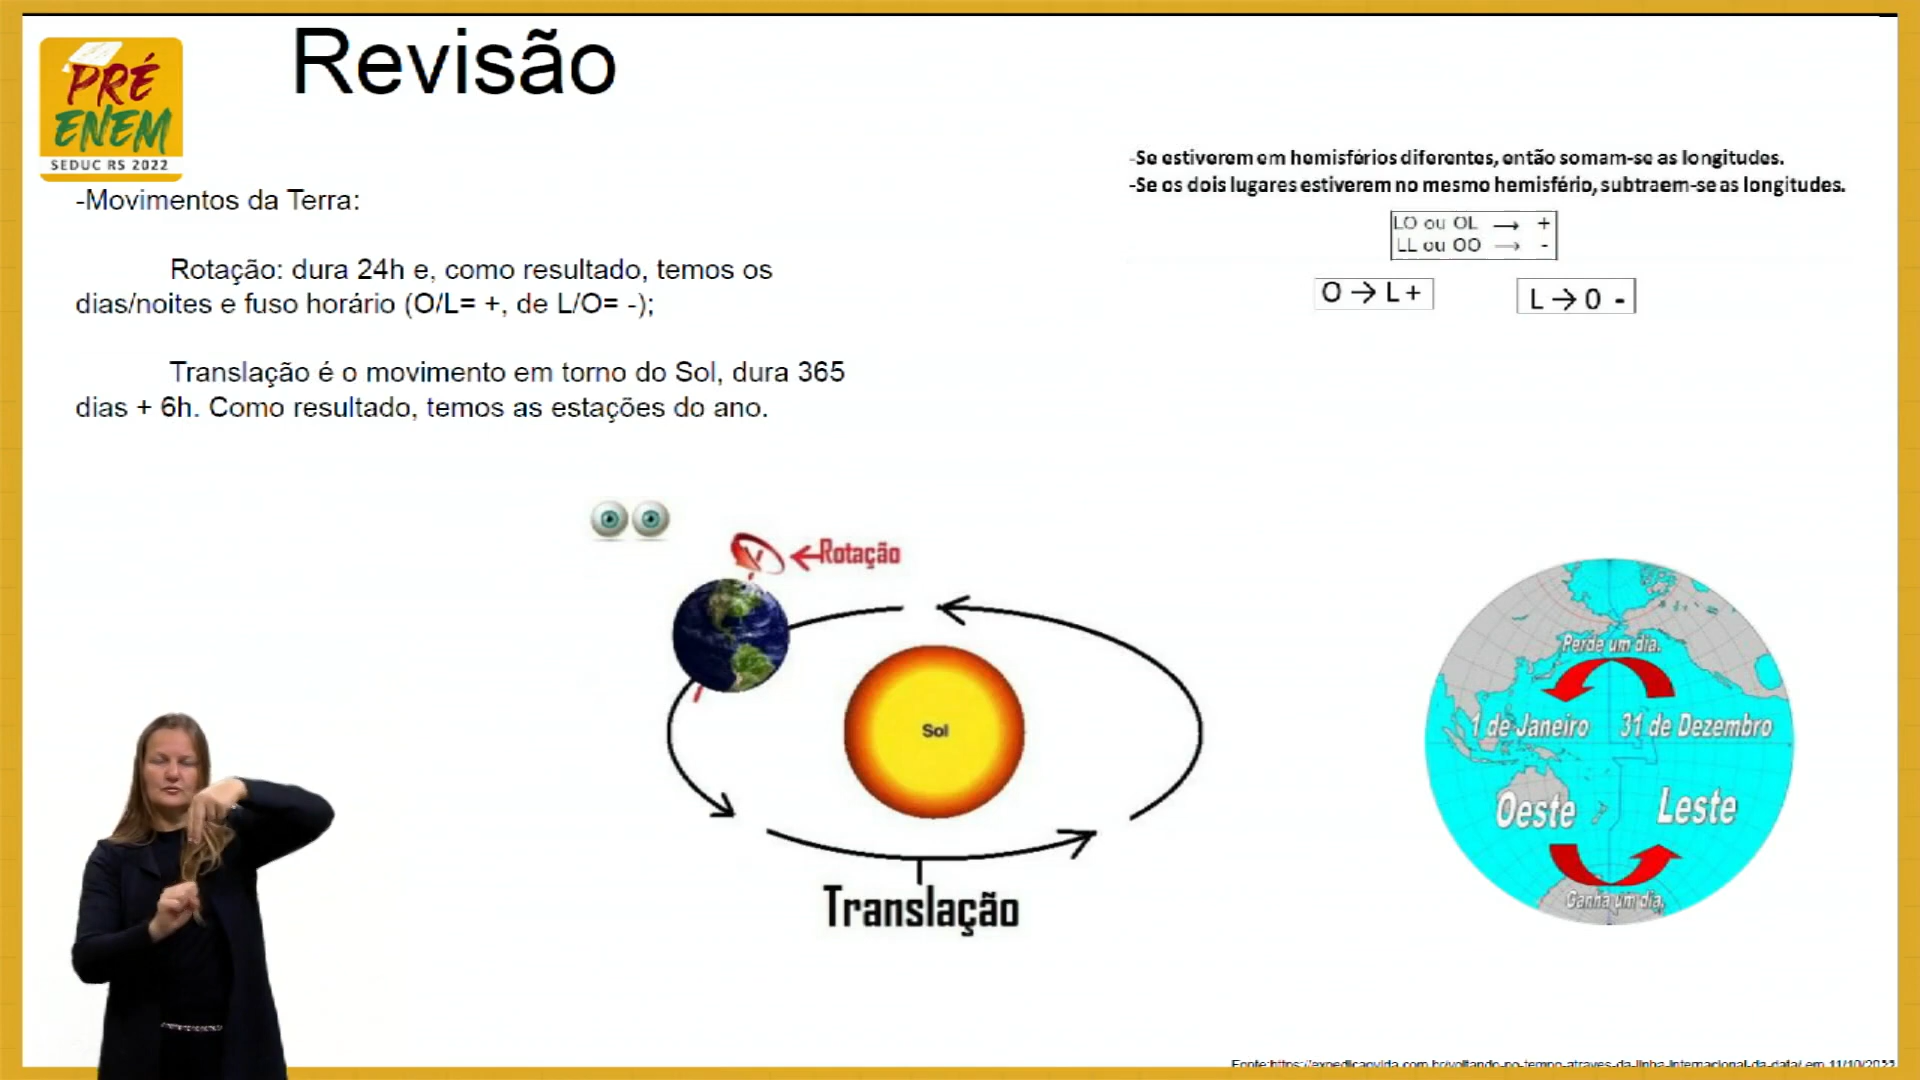 Revisão
PRÉ
ENEM
SEDUC RS 2022
-Movimentos da Terra:
Rotação: dura 24h e, como resultado, temos os
dias/noites e fuso horário (O/L= +, de L/O= -);
Translação é o movimento em torno do Sol, dura 365
dias + 6h. Como resultado, temos as estações do ano.
-Se estiverem em hemisférios diferentes, então somam-se as longitudes.
-Se os dois lugares estiverem no mesmo hemisfério, subtraem-se as longitudes.
LO ou OL → +
LL ou OO → -
O → L +
L → O -
Rotação
Sol
Translação
Perde um dia.
1 de Janeiro
31 de Dezembro
Oeste
Leste
Ganha um dia.
Fonte:https://expedicaovida.com.br/voltando-no-tempo-atraves-da-linha-internacional-da-data/ em 11/10/2022